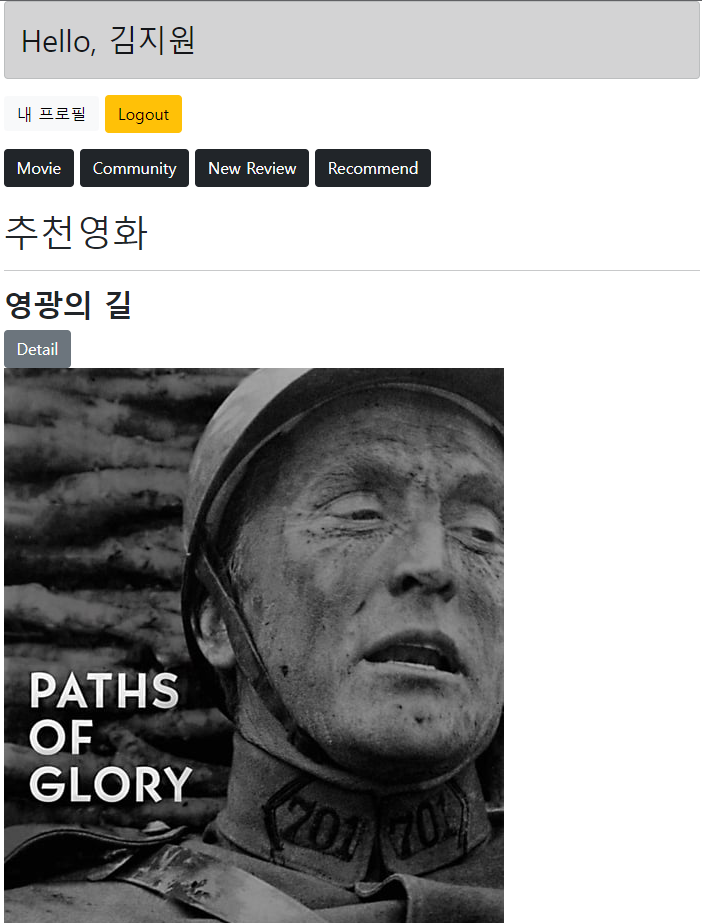 Hello, 김지원
내 프로필 Logout
Movie Community New Review Recommend
추천영화
영광의 길
Detail
PATHS
OF
GLORY
701 701